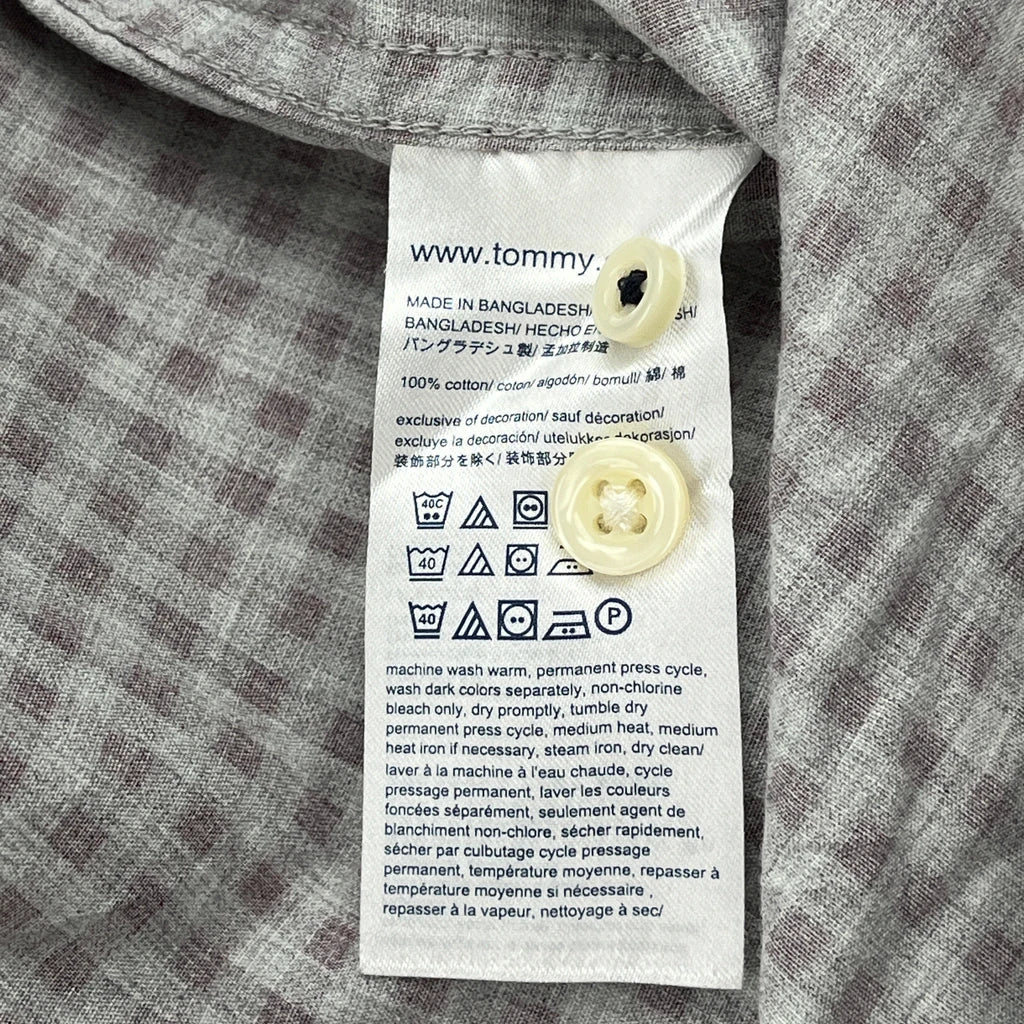 www.tommy.
MADE IN BANGLADESH/
BANGLADESH/ HECHO
バングラデシュ製/ 孟加拉制造
100% cotton/ coton/ algodón/ bomull/ 綿/ 棉
exclusive of decoration/ sauf décoration/
excluye la decoración/ dekorasjon/
装飾部分を除く/ 装饰部分
40C
40
40 P
machine wash warm, permanent press cycle,
wash dark colors separately, non-chlorine
bleach only, dry promptly, tumble dry
permanent press cycle, medium heat, medium
heat iron if necessary, steam iron, dry clean/
laver à la machine à l'eau chaude, cycle
pressage permanent, laver les couleurs
foncées séparément, seulement agent de
blanchiment non-chlore, sécher rapidement,
sécher par culbutage cycle pressage
permanent, température moyenne, repasser à
température moyenne si nécessaire ,
repasser à la vapeur, nettoyage à sec/